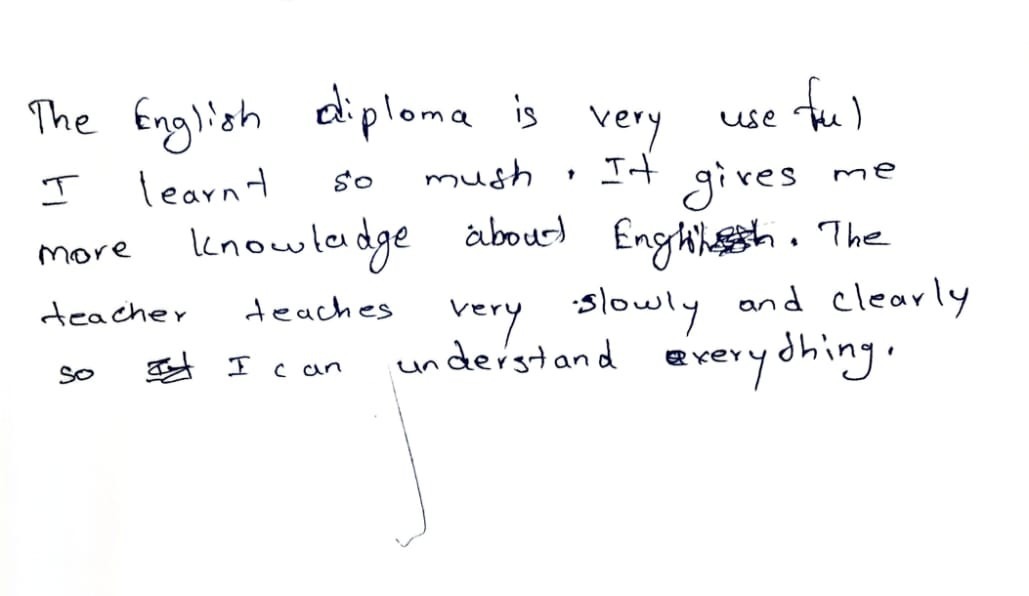 The English diploma is very useful
I learnt so mush. It gives me
more knowladge about English. The
teacher teaches very slowly and clearly
so I can understand everything.